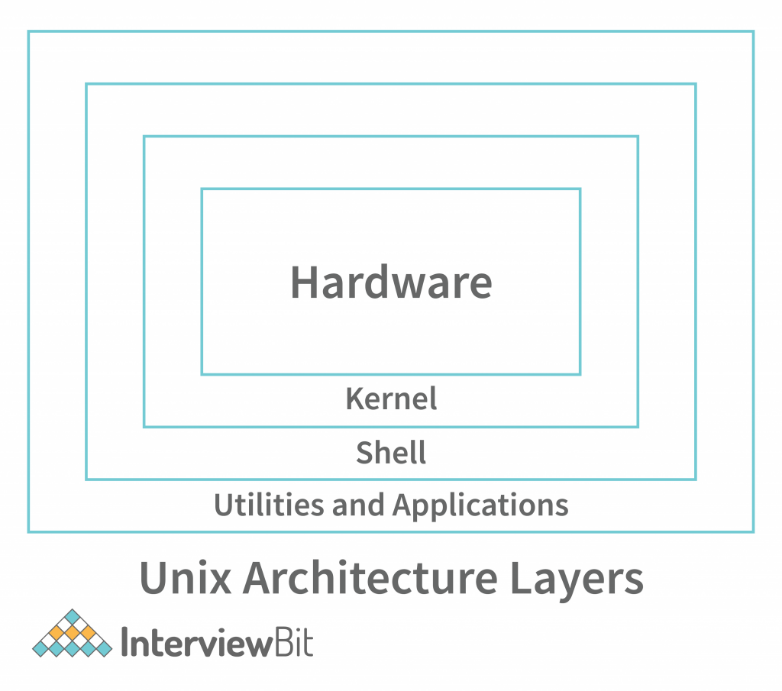 Hardware
Kernel
Shell
Utilities and Applications
Unix Architecture Layers
InterviewBit